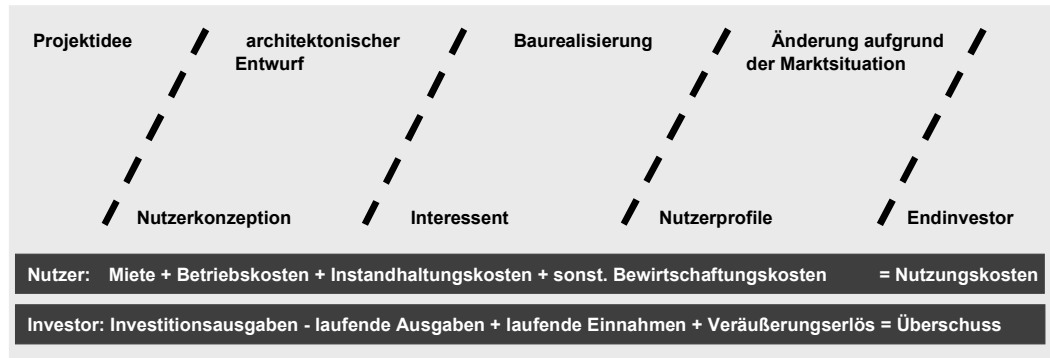 Projektidee architektonischer Baurealisierung Änderung aufgrund
Entwurf der Marktsituation
Nutzerkonzeption Interessent Nutzerprofile Endinvestor
Nutzer: Miete + Betriebskosten + Instandhaltungskosten + sonst. Bewirtschaftungskosten = Nutzungskosten
Investor: Investitionsausgaben - laufende Ausgaben + laufende Einnahmen + Veräußerungserlös = Überschuss